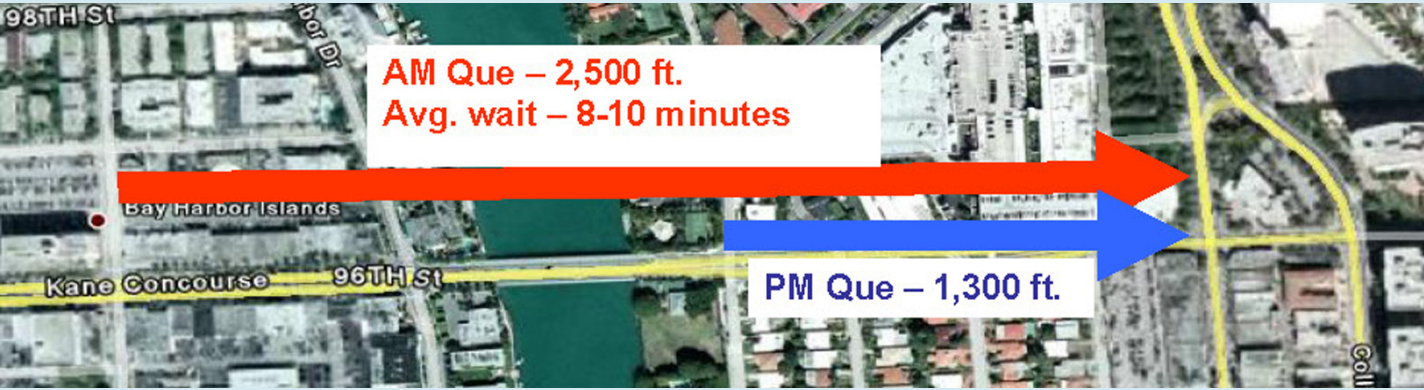 98TH St
bor Dr
AM Que – 2,500 ft.
Avg. wait – 8-10 minutes
Bay Harbor Islands
Kane Concourse
96TH St
PM Que – 1,300 ft.
Coll